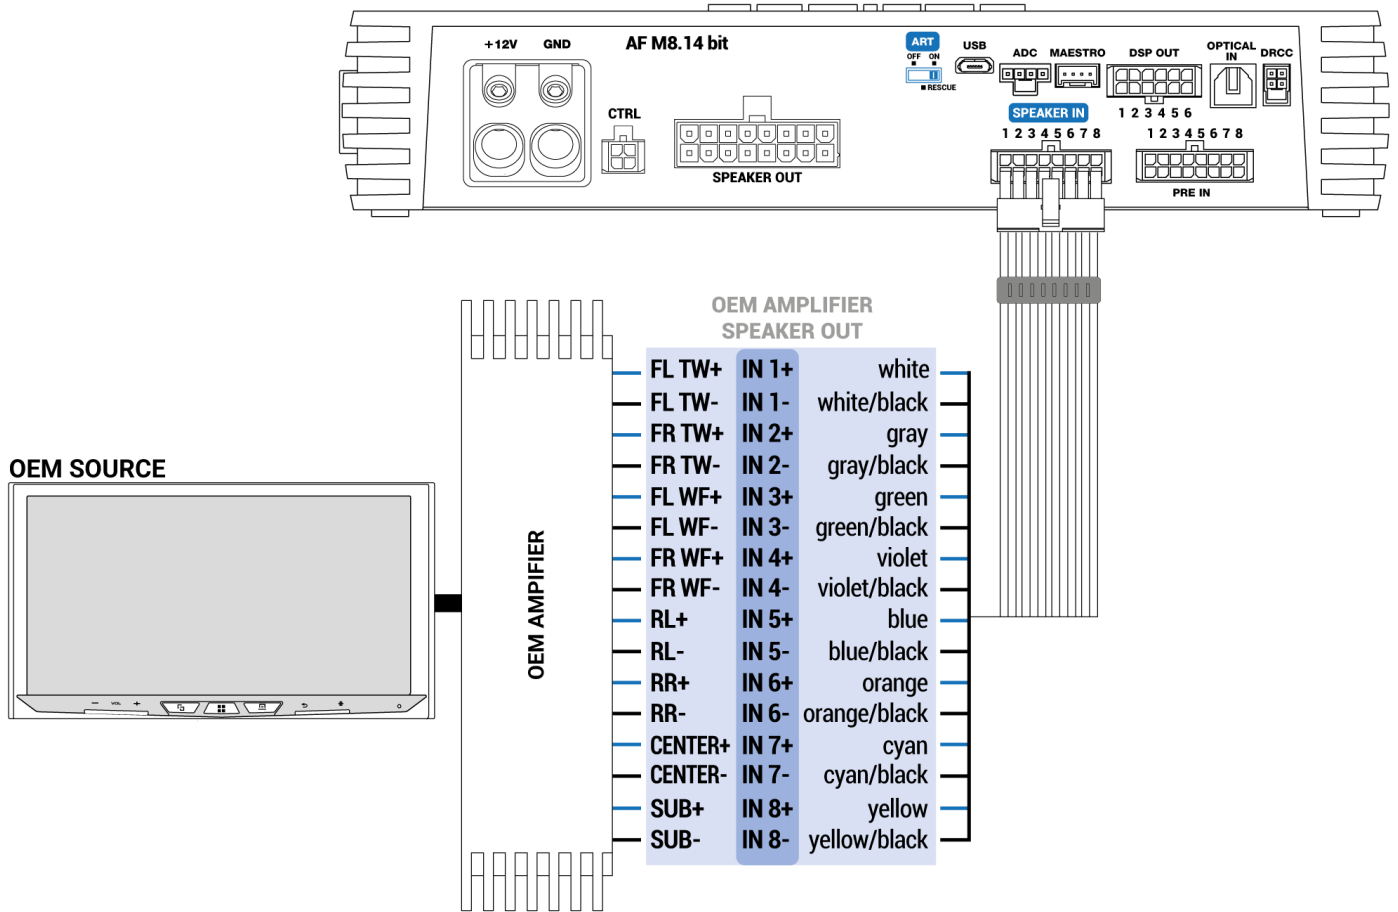 +12V GND
AF M8.14 bit
ART
OFF ON
RESCUE
USB
ADC
MAESTRO
DSP OUT
OPTICAL
IN
DRCC
CTRL
SPEAKER OUT
1 2 3 4 5 6
SPEAKER IN
1 2 3 4 5 6 7 8
1 2 3 4 5 6 7 8
PRE IN
OEM AMPLIFIER
SPEAKER OUT
FL TW+ IN 1+ white
FL TW- IN 1- white/black
FR TW+ IN 2+ gray
FR TW- IN 2- gray/black
FL WF+ IN 3+ green
FL WF- IN 3- green/black
FR WF+ IN 4+ violet
FR WF- IN 4- violet/black
RL+ IN 5+ blue
RL- IN 5- blue/black
RR+ IN 6+ orange
RR- IN 6- orange/black
CENTER+ IN 7+ cyan
CENTER- IN 7- cyan/black
SUB+ IN 8+ yellow
SUB- IN 8- yellow/black
OEM AMPIFIER
OEM SOURCE
– VOL +